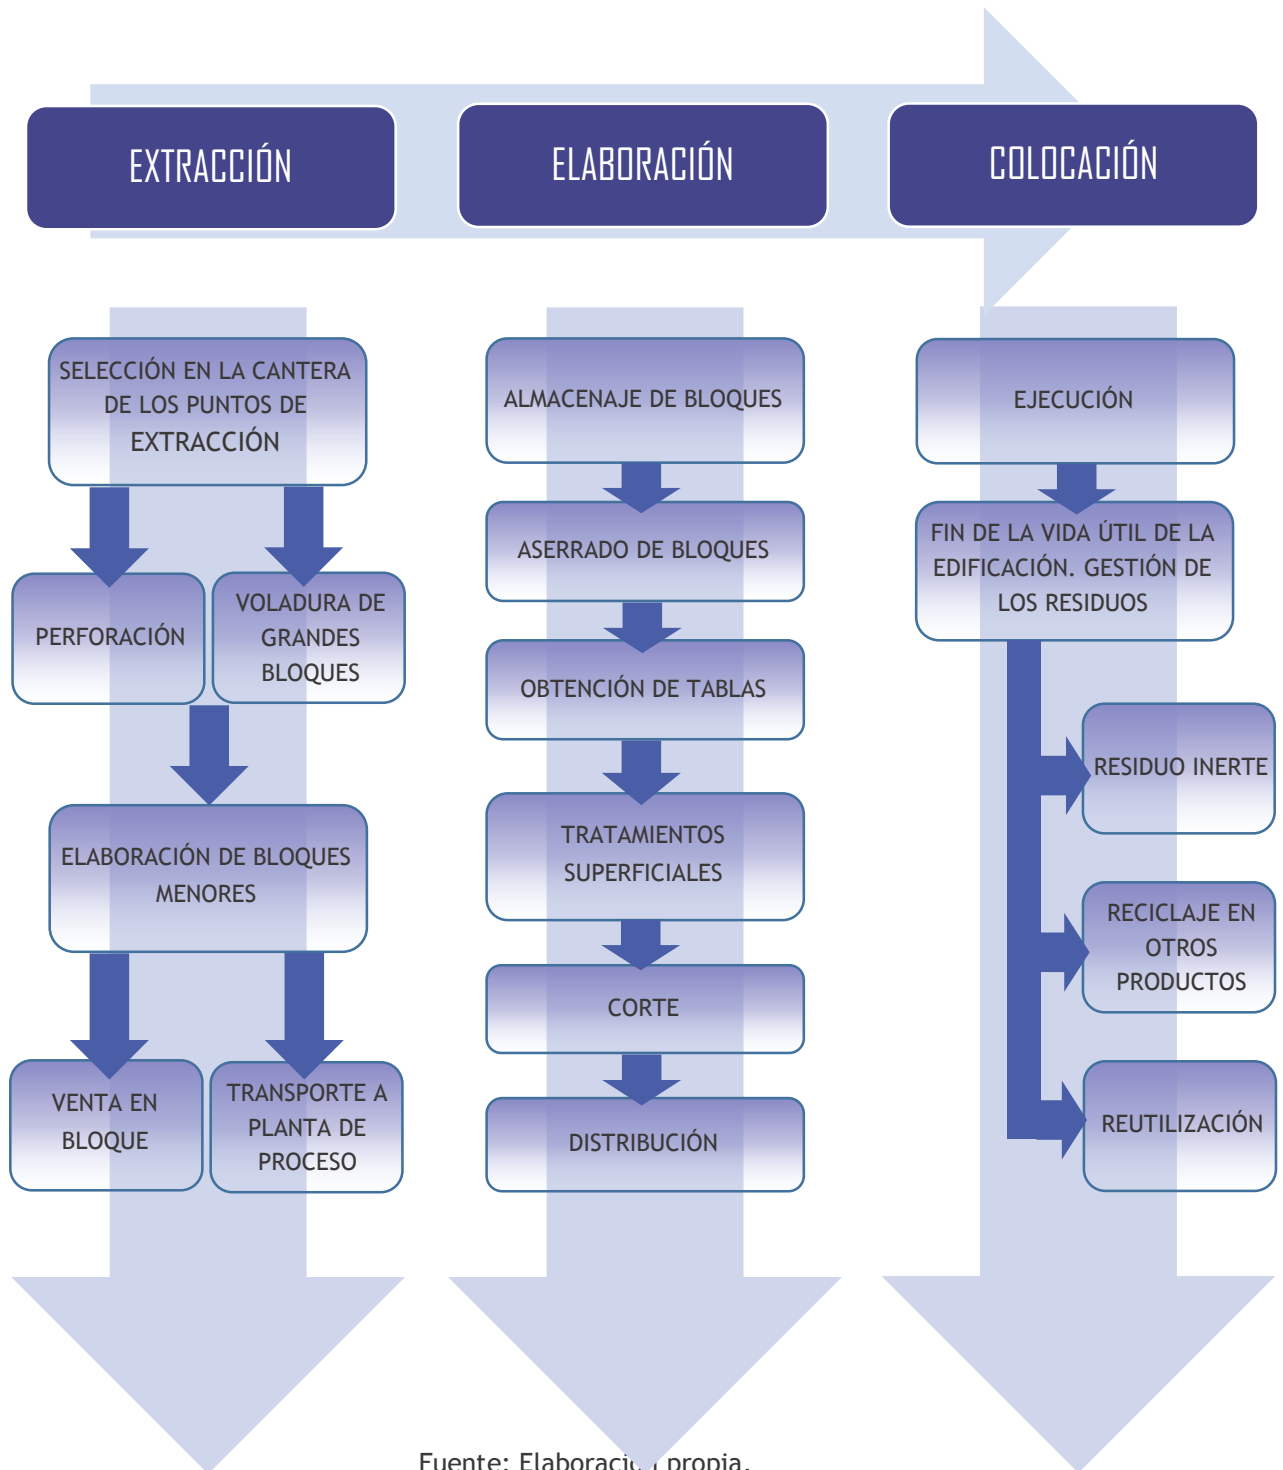 EXTRACCIÓN
ELABORACIÓN
COLOCACIÓN
SELECCIÓN EN LA CANTERA
DE LOS PUNTOS DE
EXTRACCIÓN
PERFORACIÓN
VOLADURA DE
GRANDES
BLOQUES
ELABORACIÓN DE BLOQUES
MENORES
VENTA EN
BLOQUE
TRANSPORTE A
PLANTA DE
PROCESO
ALMACENAJE DE BLOQUES
ASERRADO DE BLOQUES
OBTENCIÓN DE TABLAS
TRATAMIENTOS
SUPERFICIALES
CORTE
DISTRIBUCIÓN
EJECUCIÓN
FIN DE LA VIDA ÚTIL DE LA
EDIFICACIÓN. GESTIÓN DE
LOS RESIDUOS
RESIDUO INERTE
RECICLAJE EN
OTROS
PRODUCTOS
REUTILIZACIÓN
Fuente: Elaboración propia.